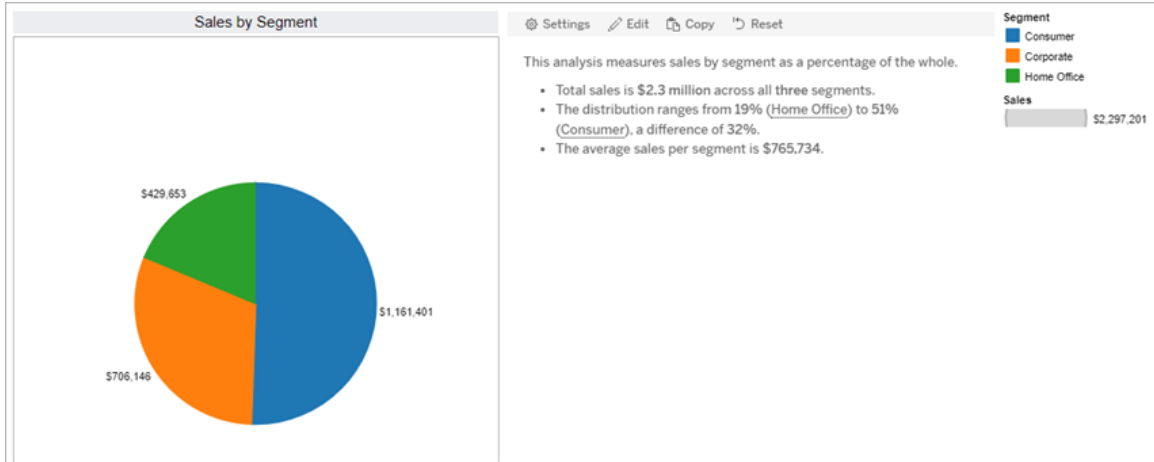 Sales by Segment
$429,653
$1,161,401
$706,146
Settings Edit Copy Reset
This analysis measures sales by segment as a percentage of the whole.
• Total sales is $2.3 million across all three segments.
• The distribution ranges from 19% (Home Office) to 51%
(Consumer), a difference of 32%.
• The average sales per segment is $765,734.
Segment
Consumer
Corporate
Home Office
Sales
$2,297,201